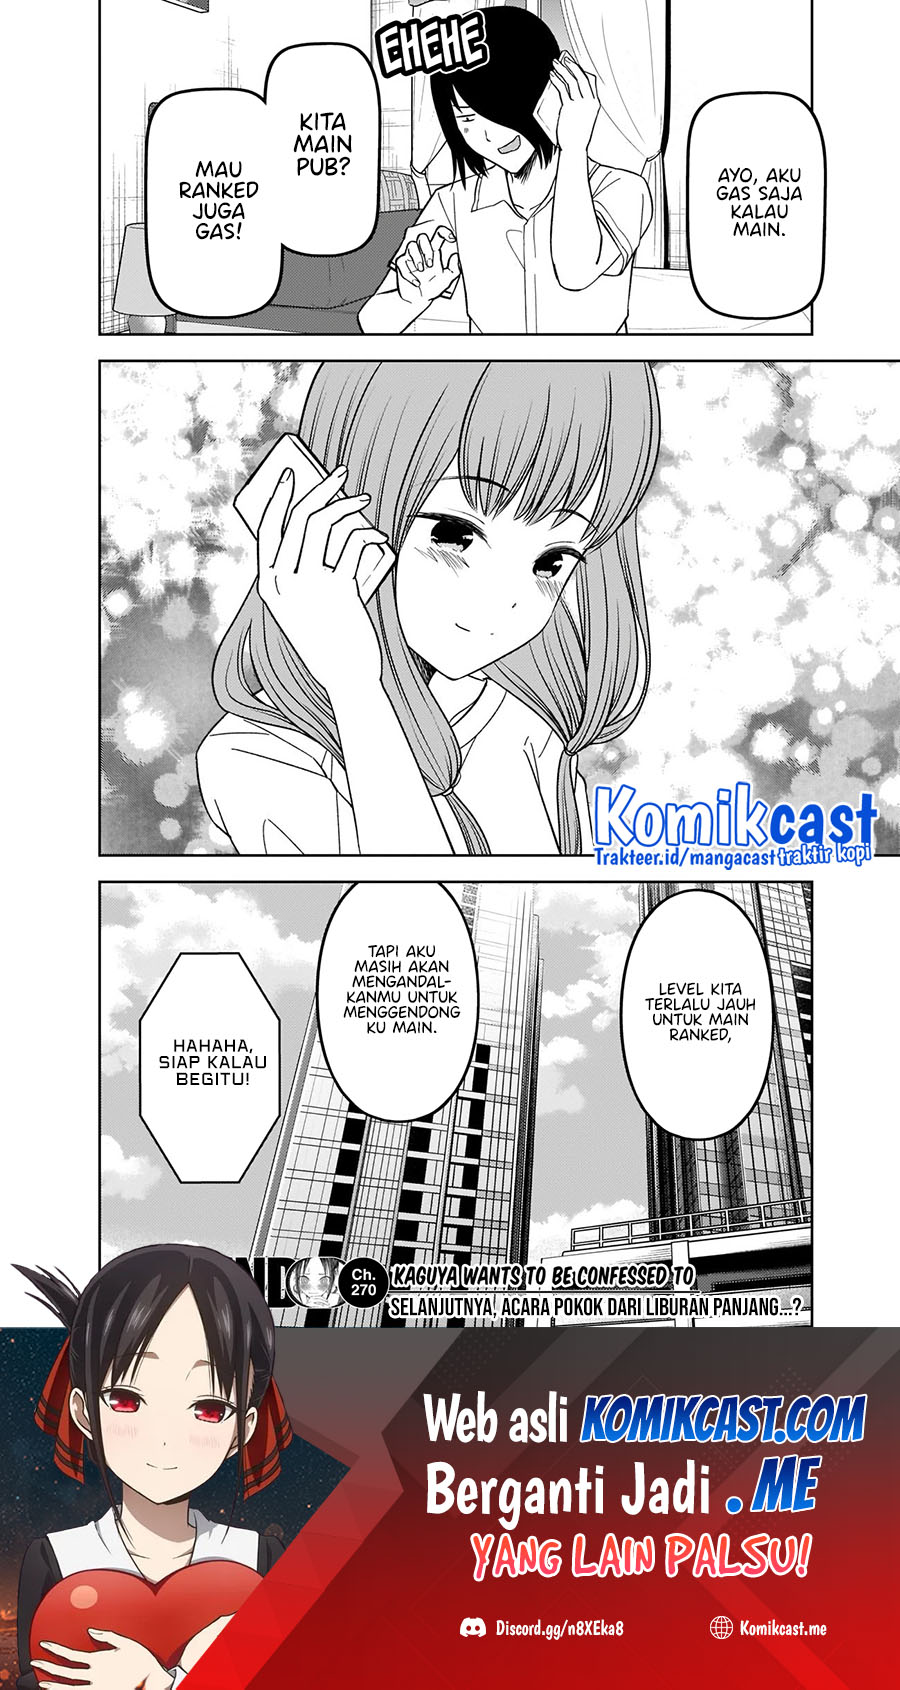 EHEHE
AYO, AKU
GAS SAJA
KALAU
MAIN.
KITA
MAIN
PUB?
MAU
RANKED
JUGA
GAS!
Komikcast
Trakteer.id/mangacast traktir kopi
LEVEL KITA
TERLALU JAUH
UNTUK MAIN
RANKED,
TAPI AKU
MASIH AKAN
MENGANDAL-
KANMU UNTUK
MENGGENDONG
KU MAIN.
HAHAHA,
SIAP KALAU
BEGITU!
Ch.
270
KAGUYA WANTS TO BE CONFESSED TO
SELANJUTNYA, ACARA POKOK DARI LIBURAN PANJANG...?
Web asli KOMIKCAST.COM
Berganti Jadi .ME
YANG LAIN PALSU!
Discord.gg/n8XEka8
Komikcast.me